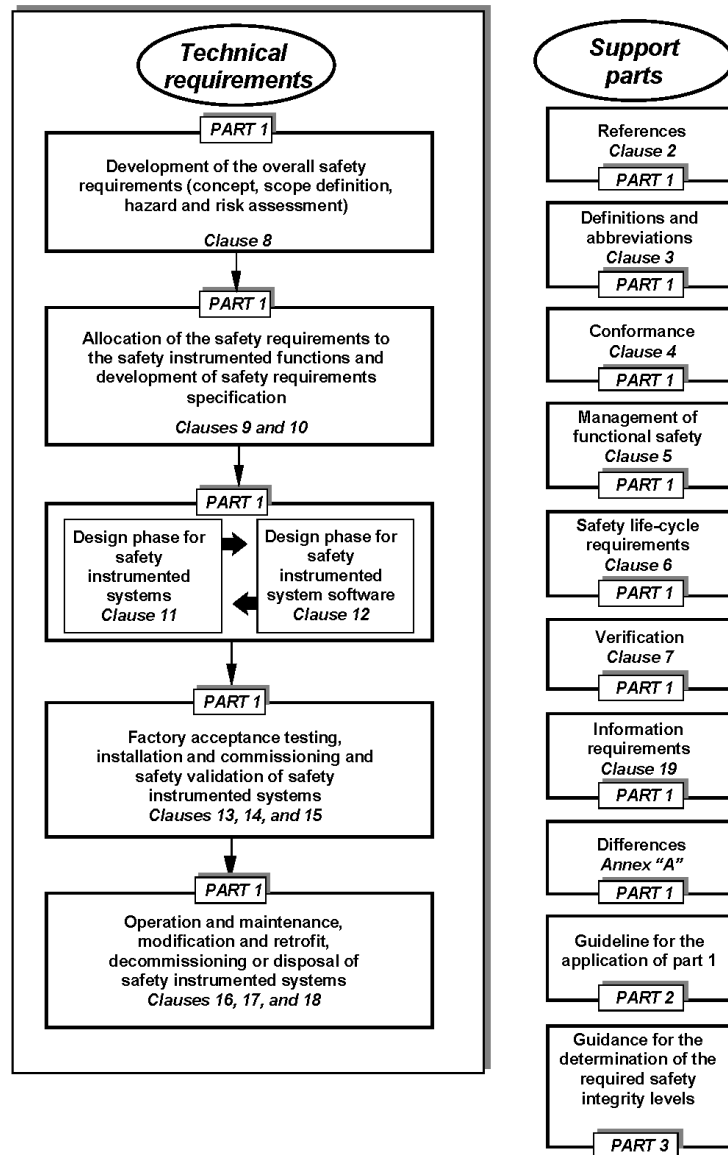 Technical
requirements
PART 1
Development of the overall safety
requirements (concept, scope definition,
hazard and risk assessment)
Clause 8
PART 1
Allocation of the safety requirements to
the safety instrumented functions and
development of safety requirements
specification
Clauses 9 and 10
PART 1
Design phase for
safety
instrumented
systems
Clause 11
Design phase for
safety
instrumented
system software
Clause 12
PART 1
Factory acceptance testing,
installation and commissioning and
safety validation of safety
instrumented systems
Clauses 13, 14, and 15
PART 1
Operation and maintenance,
modification and retrofit,
decommissioning or disposal of
safety instrumented systems
Clauses 16, 17, and 18
Support
parts
References
Clause 2
PART 1
Definitions and
abbreviations
Clause 3
PART 1
Conformance
Clause 4
PART 1
Management of
functional safety
Clause 5
PART 1
Safety life-cycle
requirements
Clause 6
PART 1
Verification
Clause 7
PART 1
Information
requirements
Clause 19
PART 1
Differences
Annex “A”
PART 1
Guideline for the
application of part 1
PART 2
Guidance for the
determination of the
required safety
integrity levels
PART 3